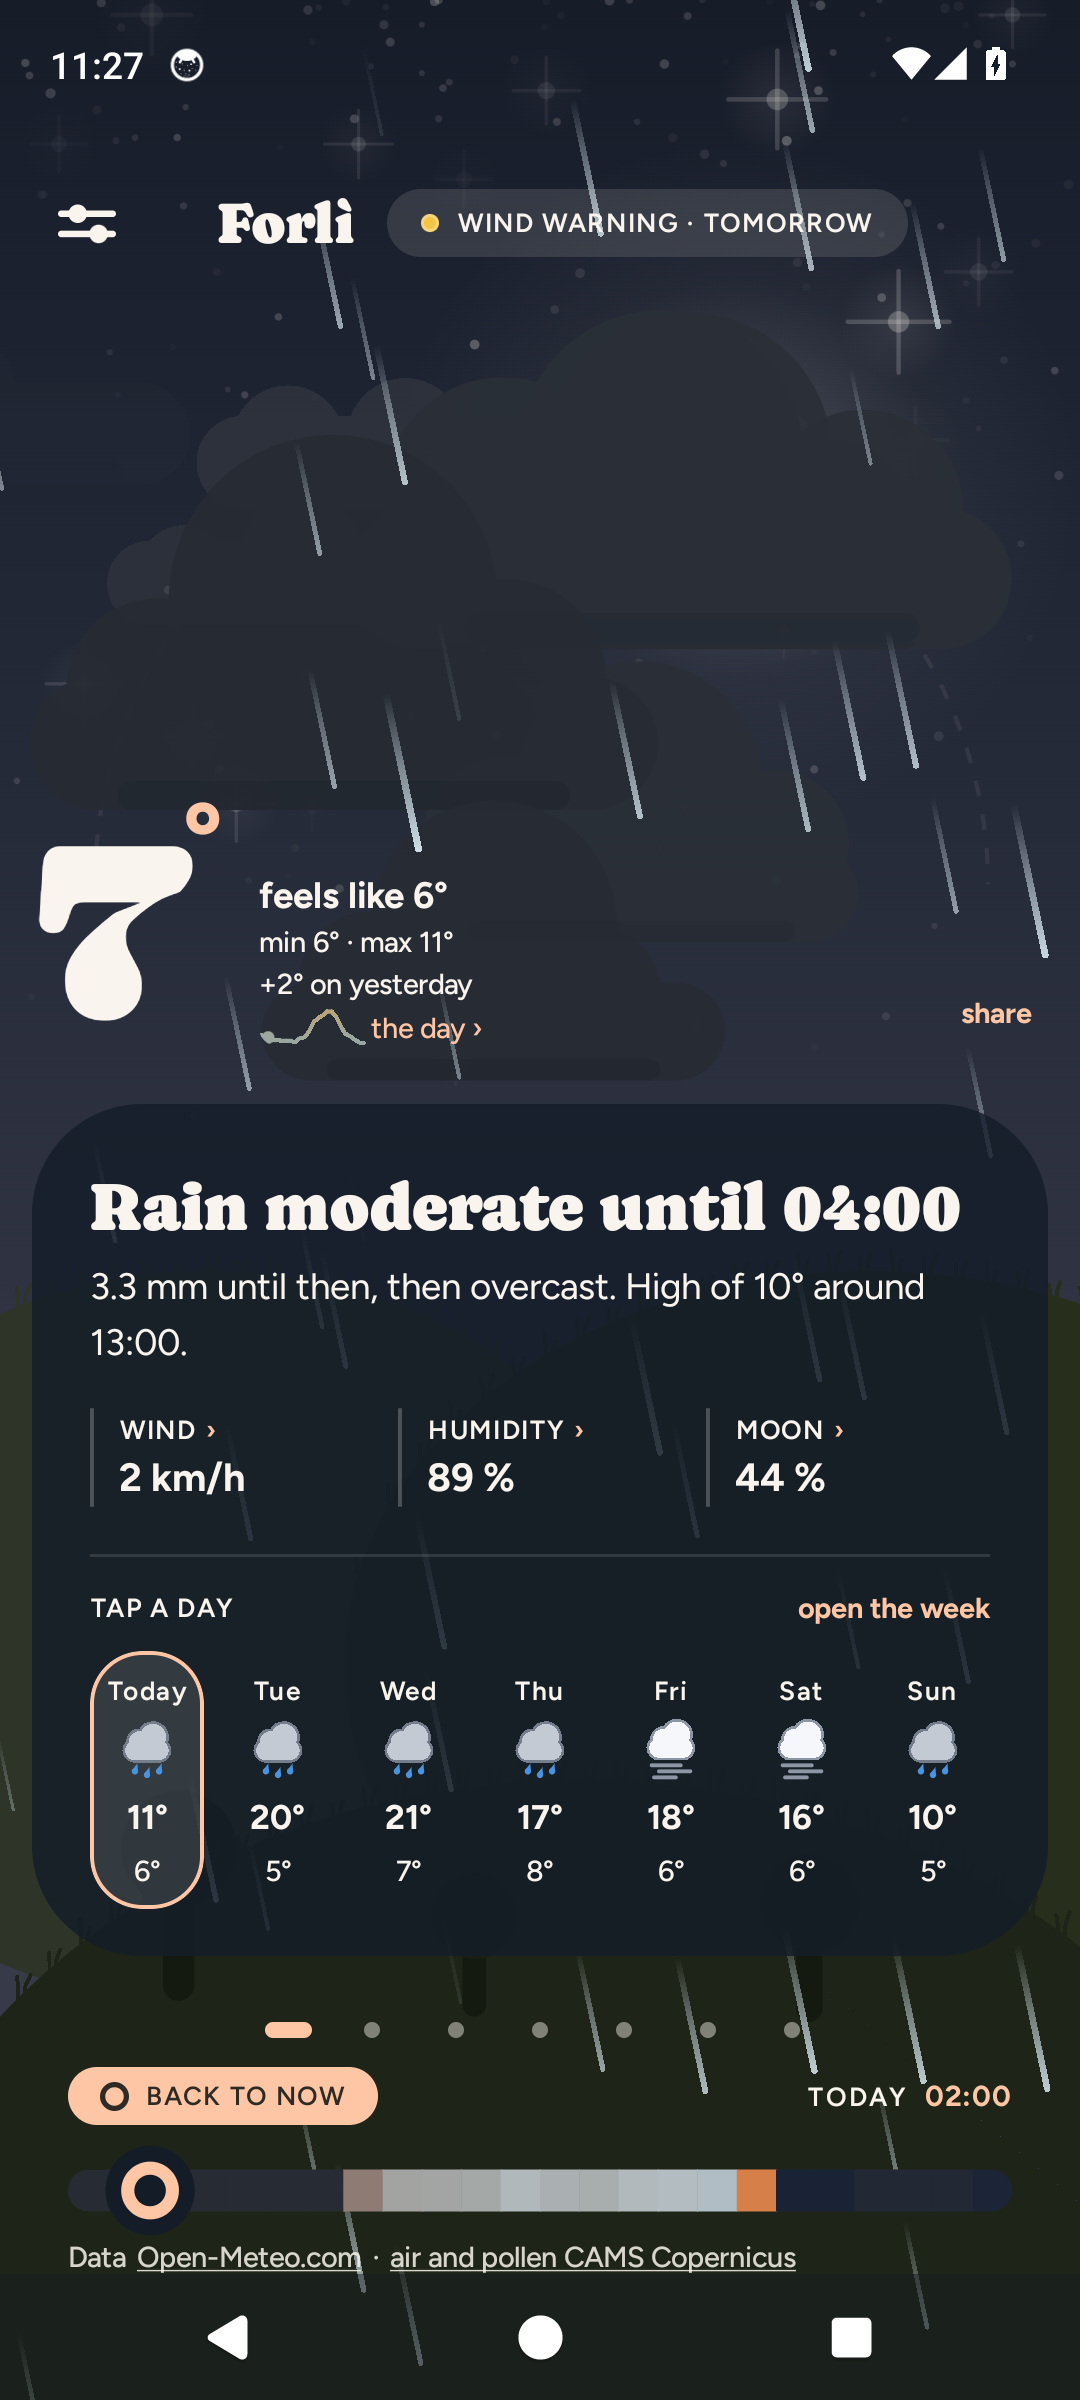 11:27
Forlì
WIND WARNING · TOMORROW
7°
feels like 6°
min 6° · max 11°
+2° on yesterday
the day ›
share
Rain moderate until 04:00
3.3 mm until then, then overcast. High of 10° around
13:00.
WIND › HUMIDITY › MOON ›
2 km/h 89 % 44 %
TAP A DAY open the week
Today Tue Wed Thu Fri Sat Sun
11° 20° 21° 17° 18° 16° 10°
6° 5° 7° 8° 6° 6° 5°
BACK TO NOW TODAY 02:00
Data Open-Meteo.com · air and pollen CAMS Copernicus